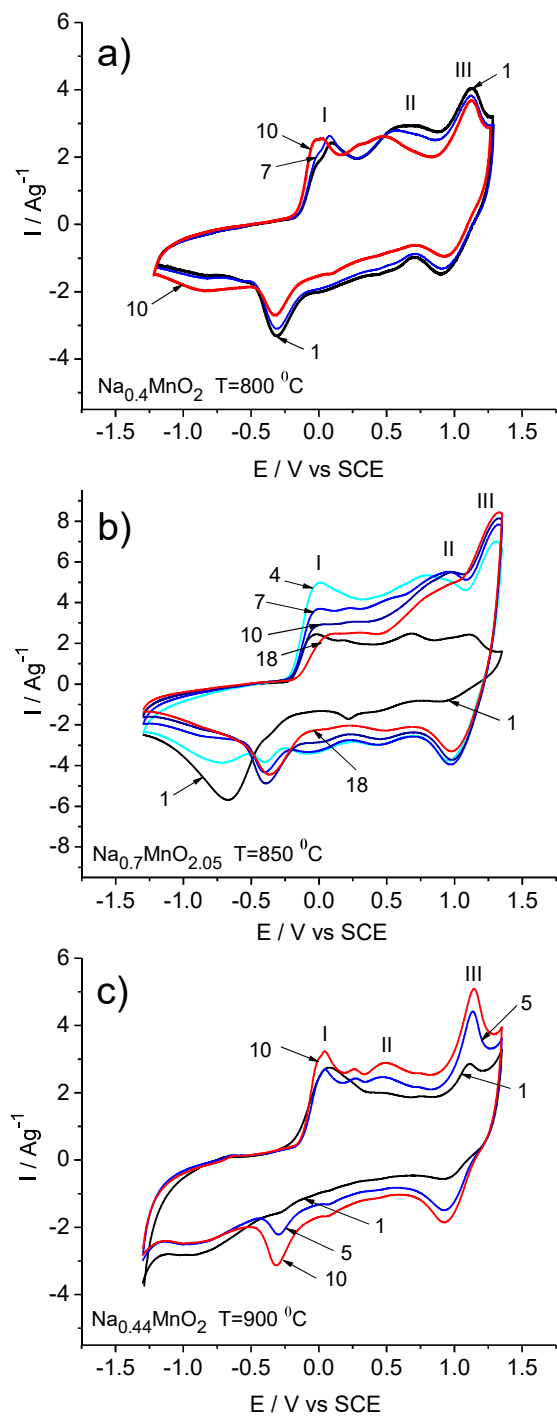 a)
I
II
III
1
10
7
10
1
Na0.4MnO2 T=800 ⁰C
6
4
2
0
-2
-4
I / Ag⁻¹
-1.5 -1.0 -0.5 0.0 0.5 1.0 1.5
E / V vs SCE
b)
I
II
III
4
7
10
18
1
1
18
Na0.7MnO2.05 T=850 ⁰C
8
6
4
2
0
-2
-4
-6
-8
I / Ag⁻¹
-1.5 -1.0 -0.5 0.0 0.5 1.0 1.5
E / V vs SCE
c)
I
II
III
5
10
1
1
5
10
Na0.44MnO2 T=900 ⁰C
6
4
2
0
-2
-4
I / Ag⁻¹
-1.5 -1.0 -0.5 0.0 0.5 1.0 1.5
E / V vs SCE